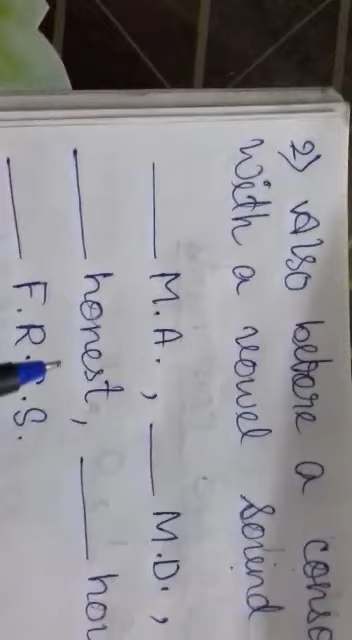 2) Also before a conso
with a vowel sound
___ M.A., ___ M.D.,
___ honest, ___ hou
___ F.R. .S.